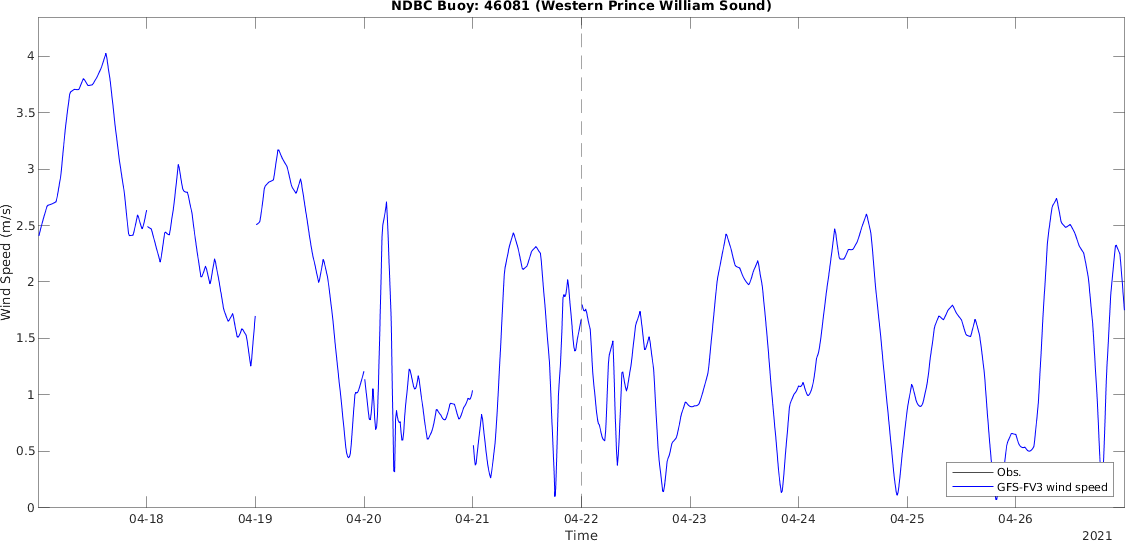 NDBC Buoy: 46081 (Western Prince William Sound)
Wind Speed (m/s)
4
3.5
3
2.5
2
1.5
1
0.5
0
Obs.
GFS-FV3 wind speed
04-18 04-19 04-20 04-21 04-22 04-23 04-24 04-25 04-26
Time
2021